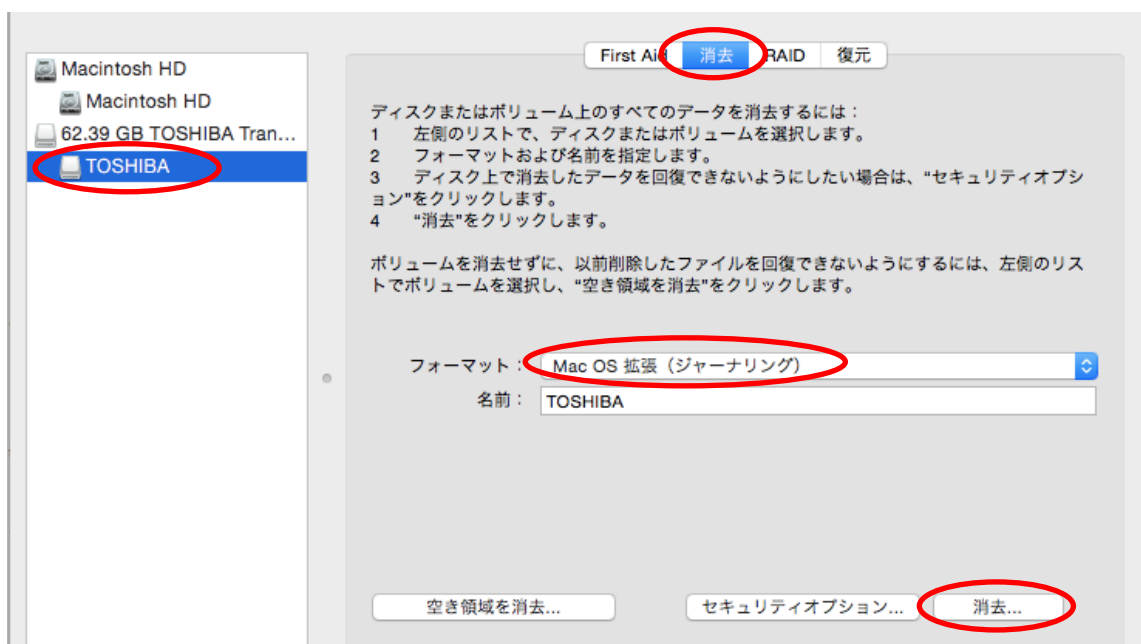 First Aid 消去 RAID 復元
Macintosh HD
Macintosh HD
62.39 GB TOSHIBA Tran...
TOSHIBA
ディスクまたはボリューム上のすべてのデータを消去するには：
1 左側のリストで、ディスクまたはボリュームを選択します。
2 フォーマットおよび名前を指定します。
3 ディスク上で消去したデータを回復できないようにしたい場合は、“セキュリティオプシ
ョン"をクリックします。
4 “消去"をクリックします。
ボリュームを消去せずに、以前削除したファイルを回復できないようにするには、左側のリス
トでボリュームを選択し、“空き領域を消去"をクリックします。
フォーマット： Mac OS 拡張（ジャーナリング）
名前： TOSHIBA
空き領域を消去... セキュリティオプション... 消去...